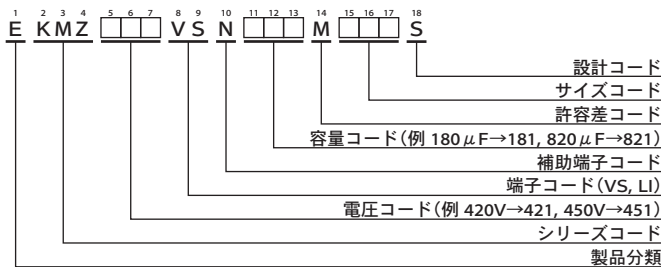 1 2 3 4 5 6 7 8 9 10 11 12 13 14 15 16 17 18
E KMZ □□□ VS N □□□ M □□□ S
設計コード
サイズコード
許容差コード
容量コード(例 180μF→181, 820μF→821)
補助端子コード
端子コード(VS, LI)
電圧コード(例 420V→421, 450V→451)
シリーズコード
製品分類